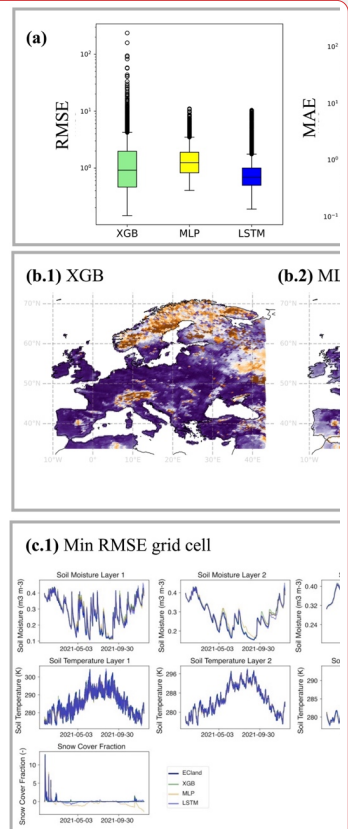 (a)
RMSE
10²
10¹
10⁰
XGB MLP LSTM
MAE
10²
10⁰
10⁻¹
(b.1) XGB
(b.2) ML
70°N
60°N
50°N
40°N
10°W 0° 10°E 20°E 30°E 40°E
70°N
60°N
50°N
40°N
10°W
(c.1) Min RMSE grid cell
Soil Moisture Layer 1
Soil Moisture (m3 m-3)
0.4
0.3
0.2
0.1
2021-05-03 2021-09-30
Soil Moisture Layer 2
Soil Moisture (m3 m-3)
0.4
0.2
2021-05-03 2021-09-30
S
Soil Moisture (m3 m-3)
0.40
0.32
0.24
Soil Temperature Layer 1
Soil Temperature (K)
300
290
280
2021-05-03 2021-09-30
Soil Temperature Layer 2
Soil Temperature (K)
296
288
280
2021-05-03 2021-09-30
So
Soil Temperature (K)
290
285
280
Snow Cover Fraction
Snow Cover Fraction (-)
10
5
0
2021-05-03 2021-09-30
ECland
XGB
MLP
LSTM